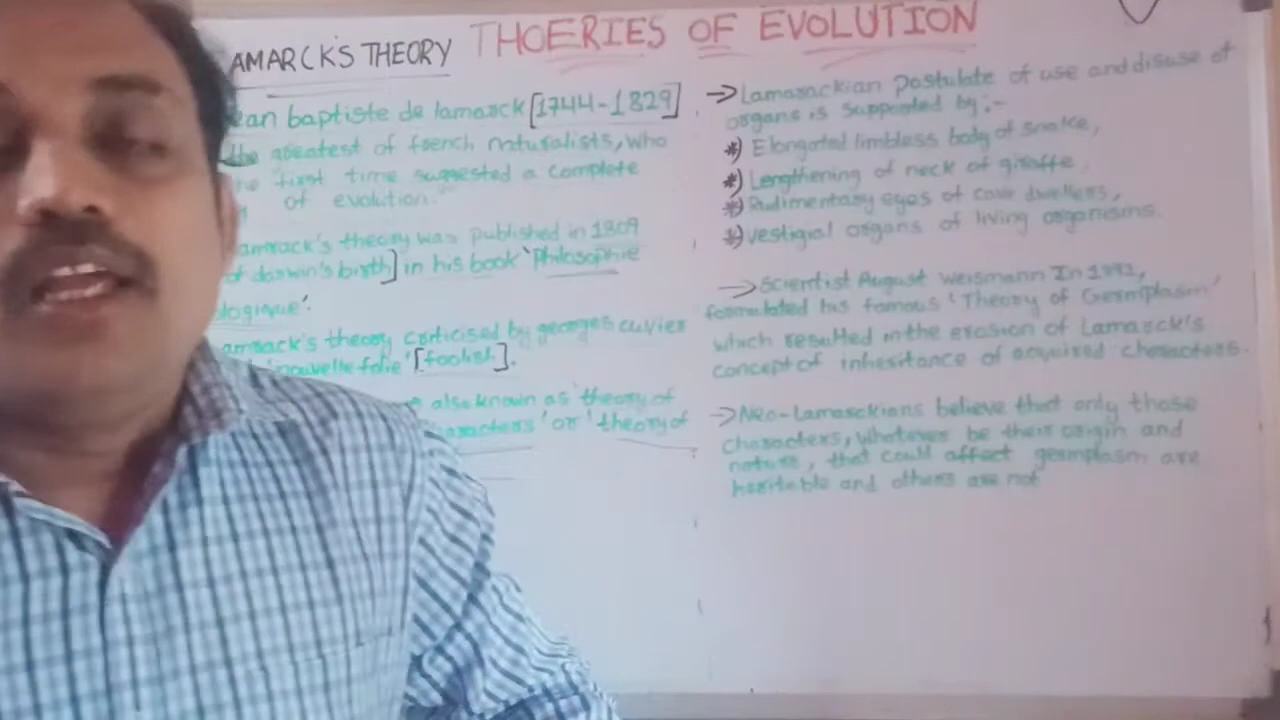 AMARCK'S THEORY THOERIES OF EVOLUTION
ean baptiste de lamarck [1744-1829]
the greatest of french naturalists, who
first time suggested a complete
of evolution."
amrack's theory was published in 1809
of darwin's birth] in his book 'Philosophie
logique'.
amrack's theory criticised by georges cuvier
'nouvelle folie' [foolish].
also known as 'theory of
characters' or 'theory of
→ Lamarackian Postulate of use and disuse of
organs is supported by:-
*) Elongated limbless body of snake,
*) Lengthening of neck of giraffe,
*) Rudimentary eyes of cave dwellers,
*) vestigial organs of living organisms.
→ Scientist August Weismann In
formulated his famous 'Theory of Germplasm'
which resulted in the erosion of Lamarck's
concept of inheritance of acquired characters.
→ Neo-Lamarckians believe that only those
characters, whatever be their origin and
nature, that could affect germplasm are
heritable and others are not